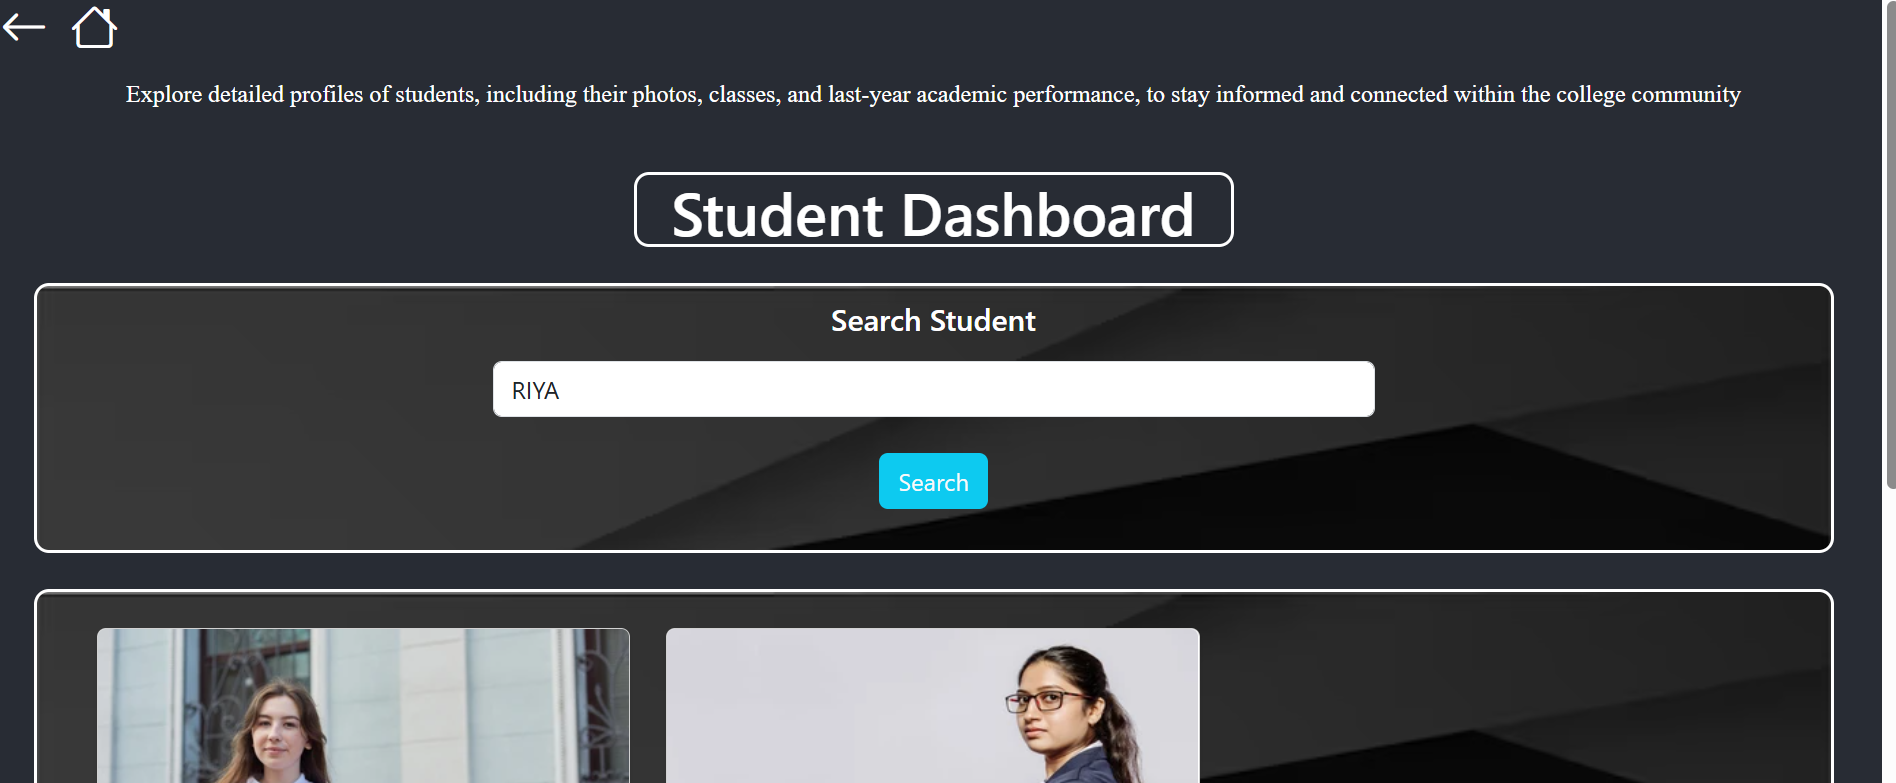 Explore detailed profiles of students, including their photos, classes, and last-year academic performance, to stay informed and connected within the college community
Student Dashboard
Search Student
RIYA
Search